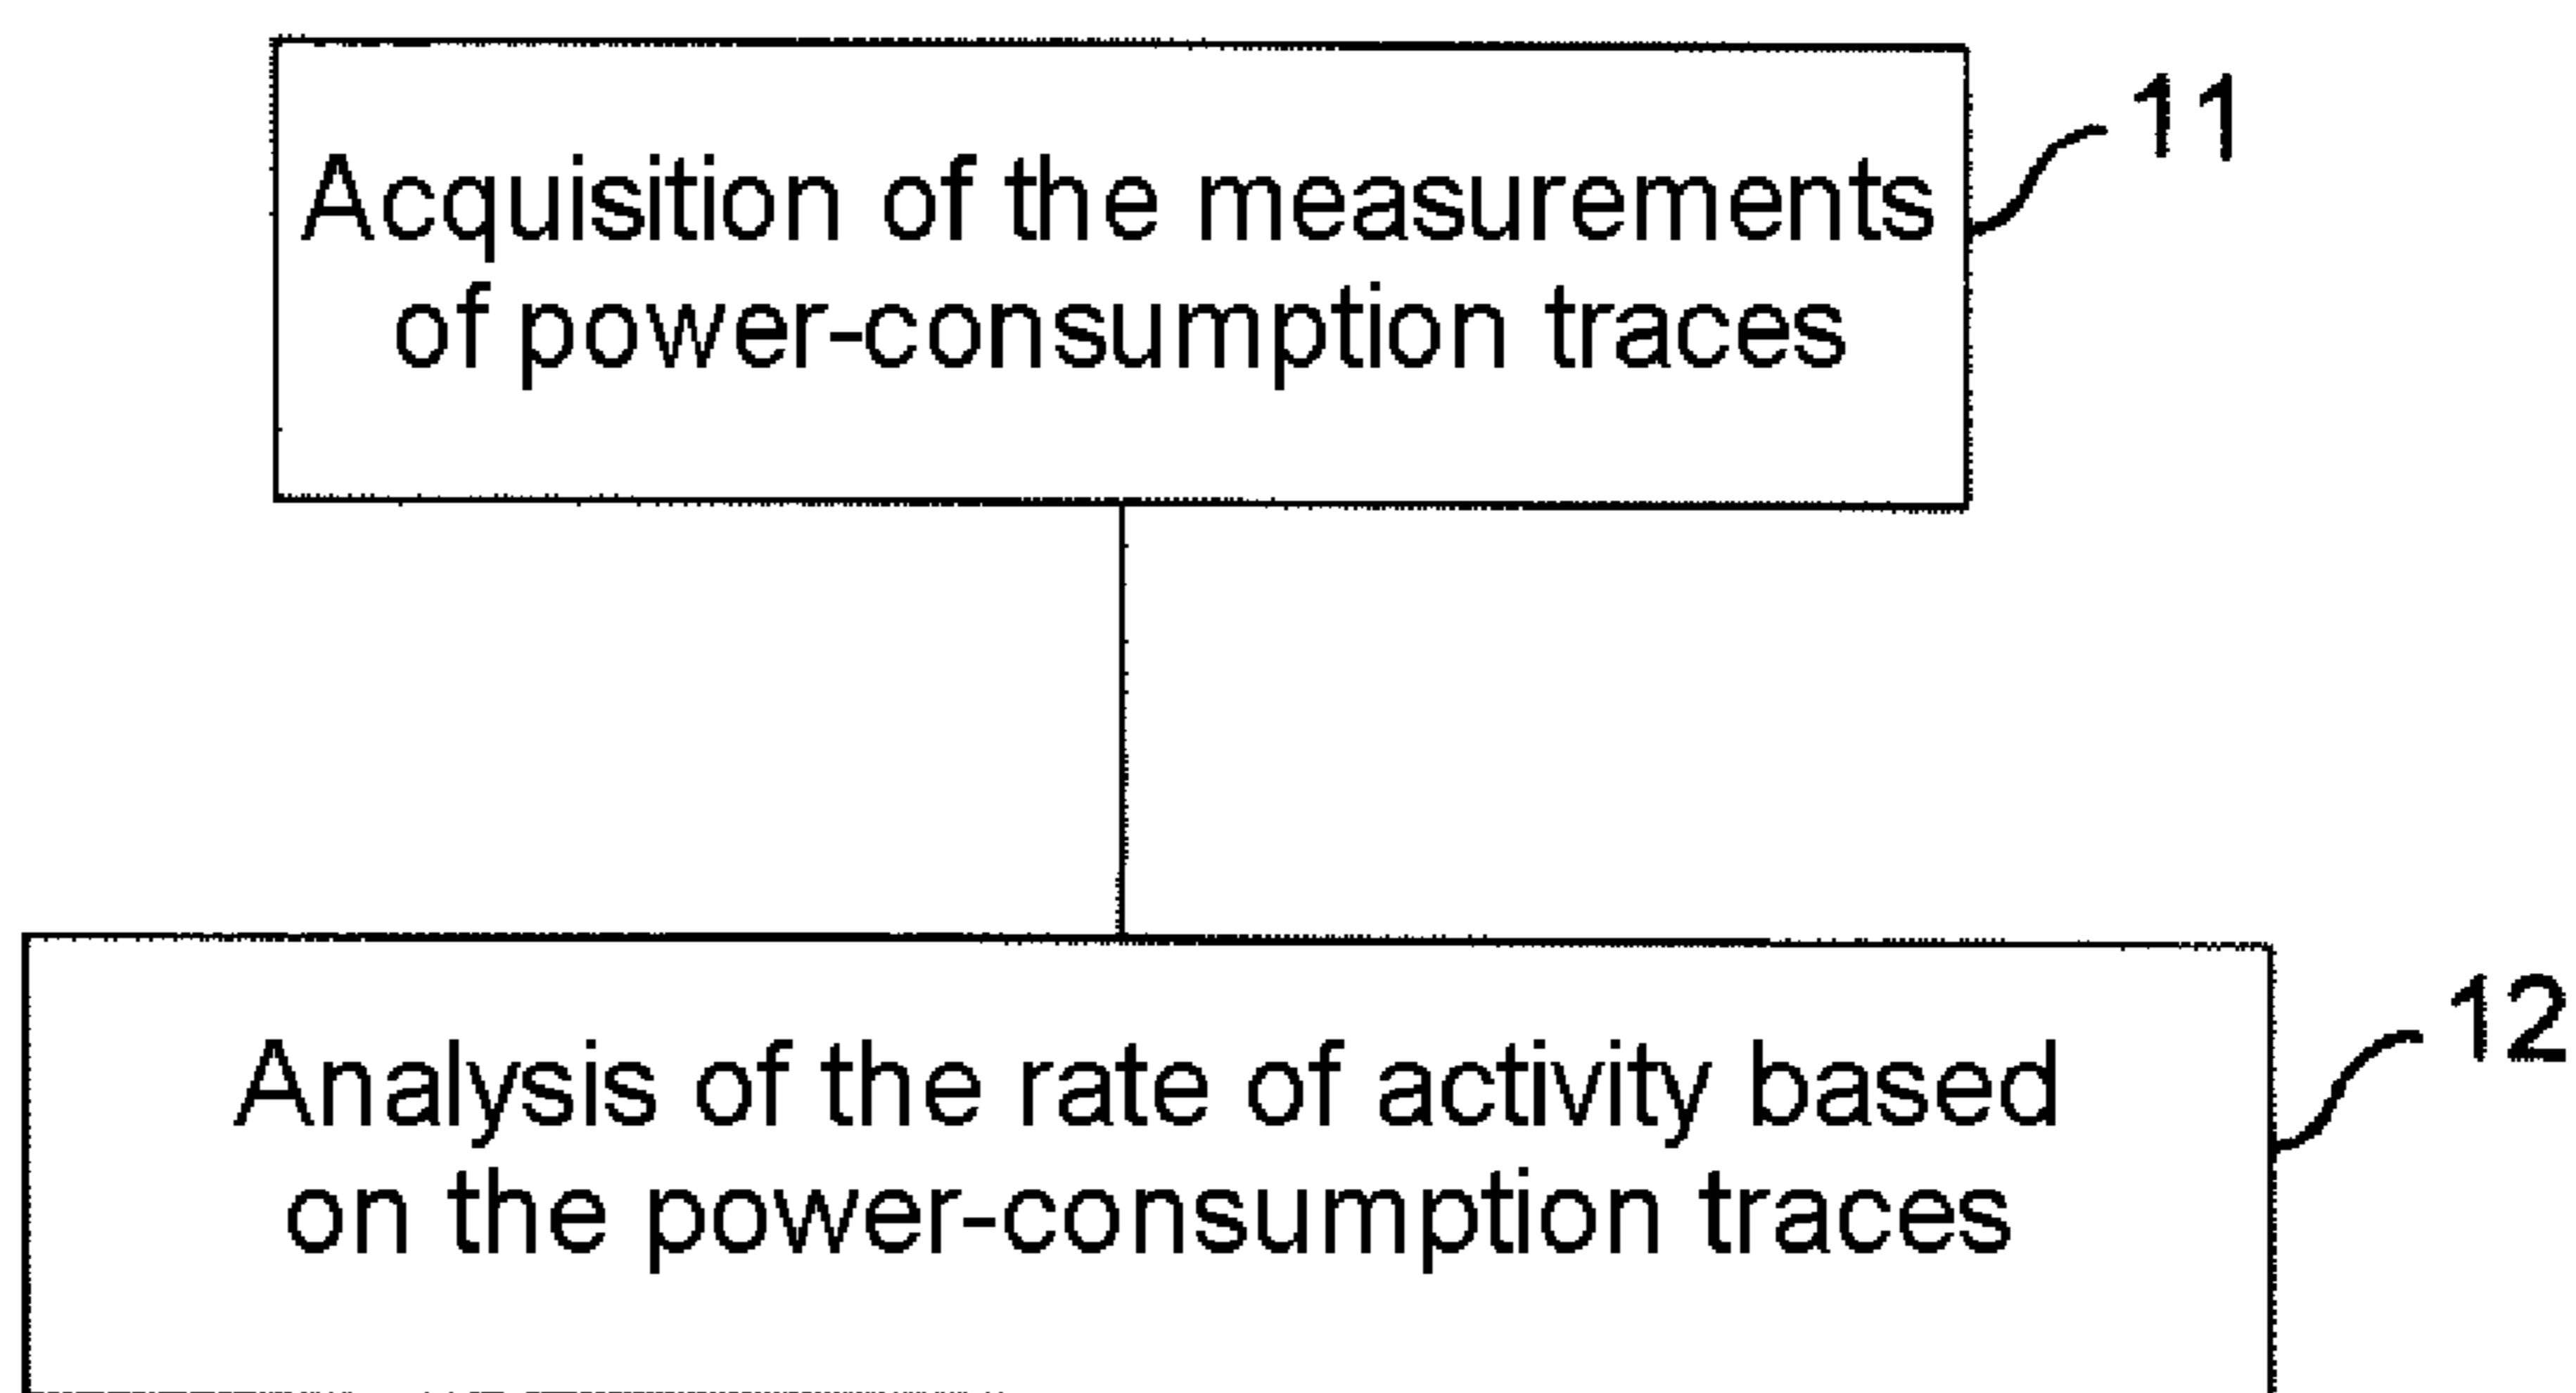 Acquisition of the measurements
of power-consumption traces
11
Analysis of the rate of activity based
on the power-consumption traces
12